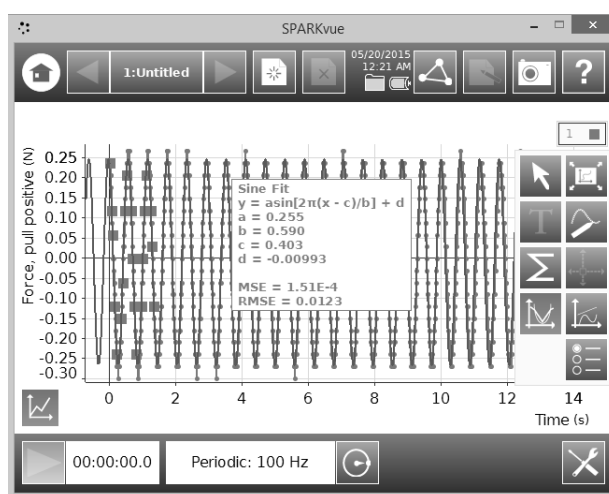 SPARKvue
1:Untitled
05/20/2015
12:21 AM
?
1
Force, pull positive (N)
0.25
0.20
0.15
0.10
0.05
0.00
-0.05
-0.10
-0.15
-0.20
-0.25
-0.30
Sine Fit
y = asin[2π(x - c)/b] + d
a = 0.255
b = 0.590
c = 0.403
d = -0.00993
MSE = 1.51E-4
RMSE = 0.0123
T
Σ
0 2 4 6 8 10 12 14
Time (s)
00:00:00.0 Periodic: 100 Hz